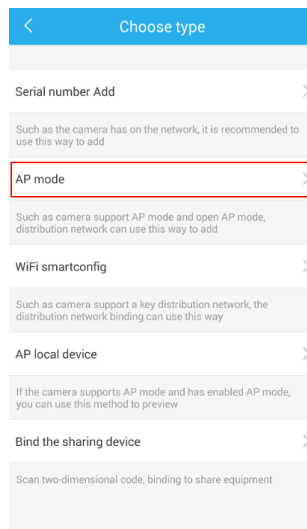 Choose type
Serial number Add
Such as the camera has on the network, it is recommended to
use this way to add
AP mode
Such as camera support AP mode and open AP mode,
distribution network can use this way to add
WiFi smartconfig
Such as camera support a key distribution network, the
distribution network binding can use this way
AP local device
If the camera supports AP mode and has enabled AP mode,
you can use this method to preview
Bind the sharing device
Scan two-dimensional code, binding to share equipment